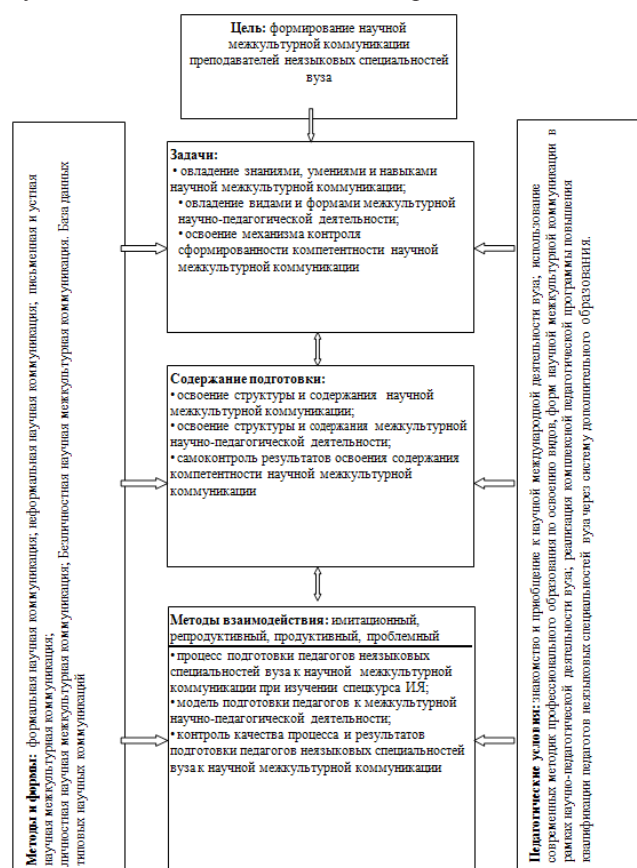 Цель: формирование научной
межкультурной коммуникации
преподавателей неязыковых специальностей
вуза
Задачи:
• овладение знаниями, умениями и навыками
научной межкультурной коммуникации;
• овладение видами и формами межкультурной
научно-педагогической деятельности;
• освоение механизма контроля
сформированности компетентности научной
межкультурной коммуникации
Содержание подготовки:
• освоение структуры и содержания научной
межкультурной коммуникации;
• освоение структуры и содержания межкультурной
научно-педагогической деятельности;
• самоконтроль результатов освоения содержания
компетентности научной межкультурной
коммуникации
Методы взаимодействия: имитационный,
репродуктивный, продуктивный, проблемный
• процесс подготовки педагогов неязыковых
специальностей вуза к научной межкультурной
коммуникации при изучении спецкурса ИЯ;
• модель подготовки педагогов к межкультурной
научно-педагогической деятельности;
• контроль качества процесса и результатов
подготовки педагогов неязыковых специальностей
вуза к научной межкультурной коммуникации
Методы и формы: формальная научная коммуникация; неформальная научная коммуникация; письменная и устная
научная межкультурная коммуникация;
личностная научная межкультурная коммуникация; Безличностная научная межкультурная коммуникация. База данных
типовых научных коммуникаций
Педагогические условия: знакомство и приобщение к научной международной деятельности вуза; использование
современных методик профессионального образования по освоению видов, форм научной межкультурной коммуникации в
рамках научно-педагогической деятельности вуза; реализация комплексной педагогической программы повышения
квалификации педагогов неязыковых специальностей вуза через систему дополнительного образования.